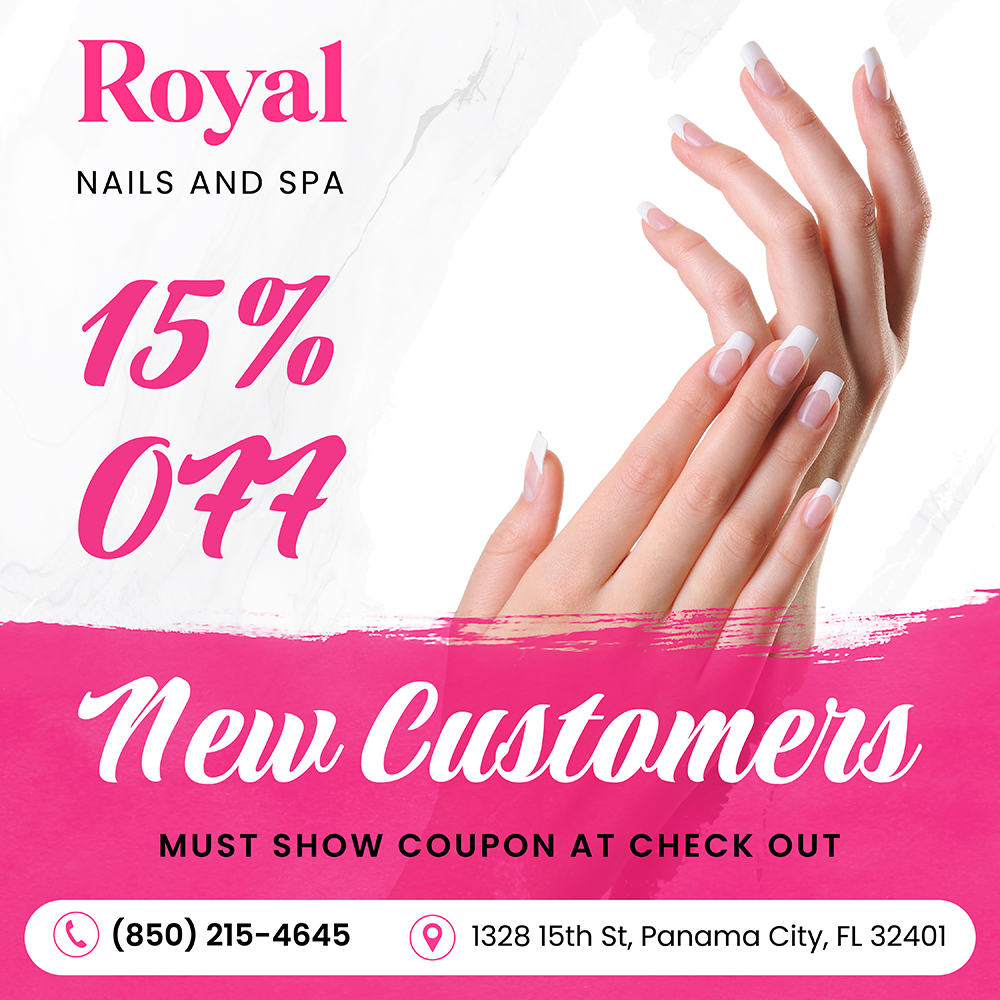 Royal
NAILS AND SPA
15%
OFF
New Customers
MUST SHOW COUPON AT CHECK OUT
(850) 215-4645
1328 15th St, Panama City, FL 32401